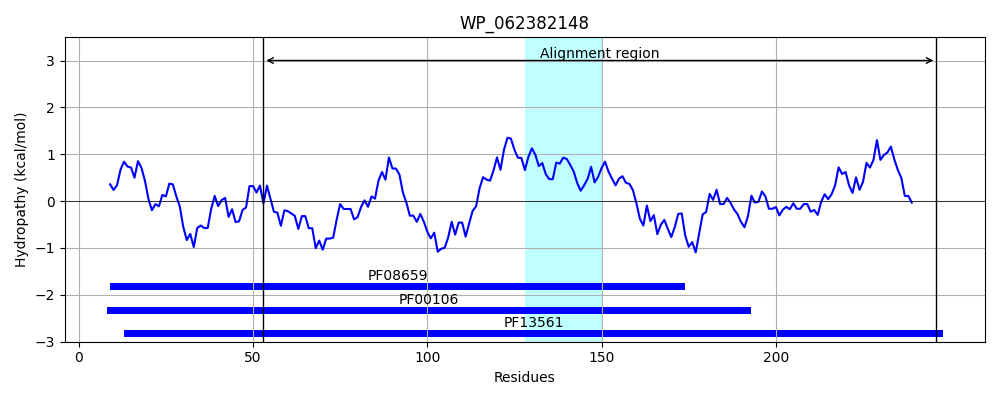 WP_062382148
Alignment region
3
2
1
0
−1
−2
−3
Hydropathy (kcal/mol)
PF08659
PF00106
PF13561
0 50 100 150 200
Residues